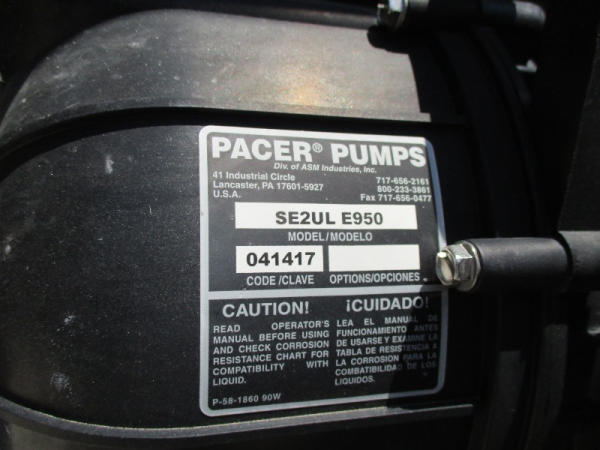 PACER® PUMPS
Div. of ASM Industries, Inc.
41 Industrial Circle
Lancaster, PA 17601-5927
U.S.A.
717-656-2161
800-233-3861
Fax 717-656-0477
SE2UL E950
MODEL/MODELO
041417
CODE/CLAVE OPTIONS/OPCIONES
CAUTION!
READ OPERATOR'S
MANUAL BEFORE USING
AND CHECK CORROSION
RESISTANCE CHART FOR
COMPATIBILITY WITH
LIQUID.
¡CUIDADO!
LEA EL MANUAL DE
FUNCIONAMIENTO ANTES
DE USARSE Y EXAMINE LA
TABLA DE RESISTENCIA A
LA CORROSION PARA LA
COMBATIBILIDAD DE LOS
LIQUIDOS.
P-58-1860 90W